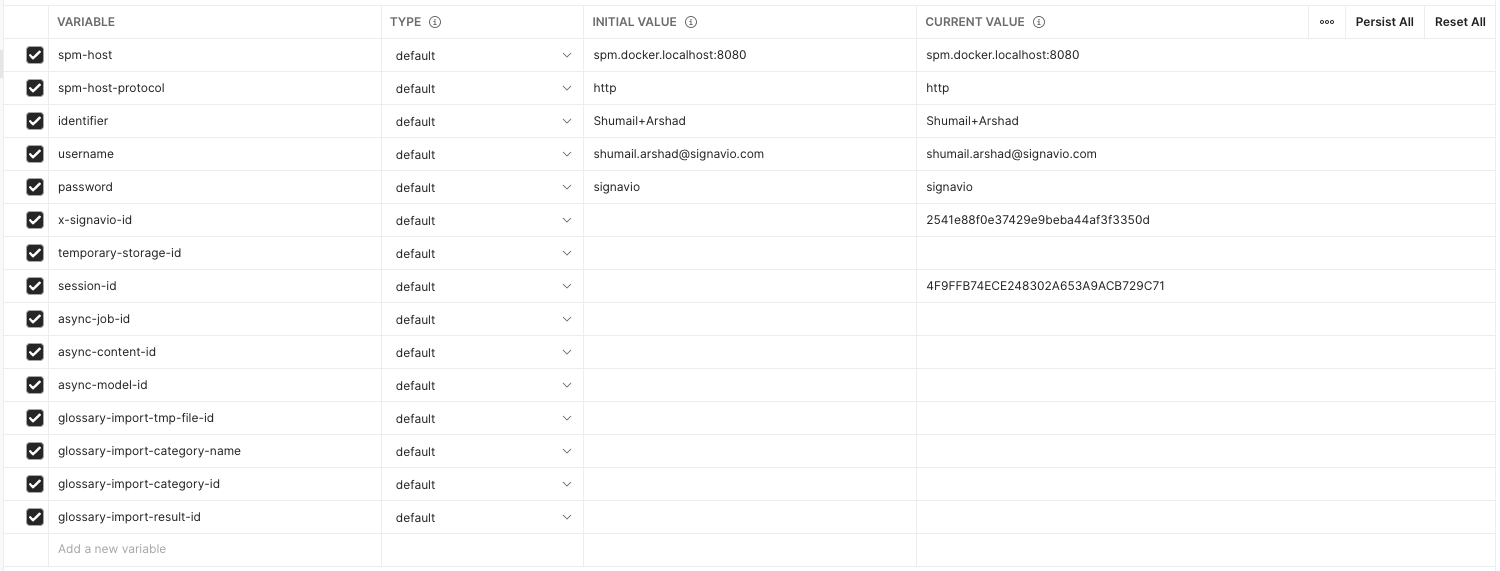 VARIABLE TYPE INITIAL VALUE CURRENT VALUE Persist All Reset All
spm-host default spm.docker.localhost:8080 spm.docker.localhost:8080
spm-host-protocol default http http
identifier default Shumail+Arshad Shumail+Arshad
username default shumail.arshad@signavio.com shumail.arshad@signavio.com
password default signavio signavio
x-signavio-id default 2541e88f0e37429e9beba44af3f3350d
temporary-storage-id default
session-id default 4F9FFB74ECE248302A653A9ACB729C71
async-job-id default
async-content-id default
async-model-id default
glossary-import-tmp-file-id default
glossary-import-category-name default
glossary-import-category-id default
glossary-import-result-id default
Add a new variable